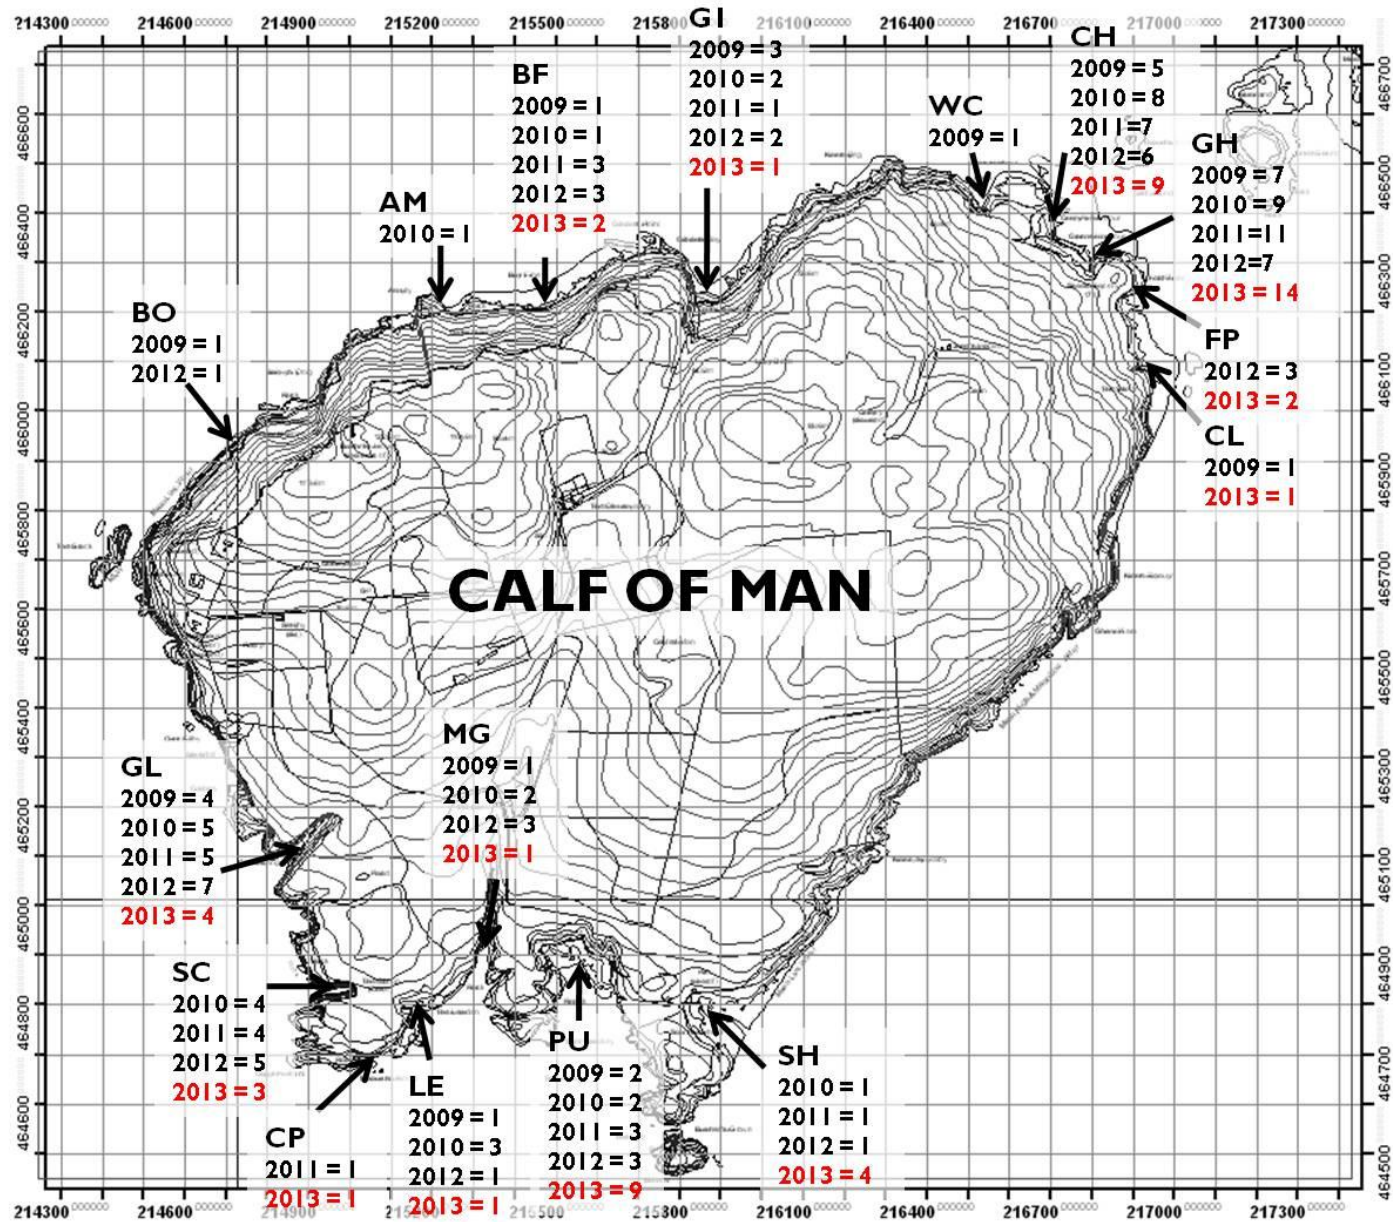 214300 214600 214900 215200 215500 215800 216100 216400 216700 217000 217300
GI
2009 = 3
2010 = 2
2011 = 1
2012 = 2
2013 = 1
CH
2009 = 5
2010 = 8
2011=7
2012=6
2013 = 9
BF
2009 = 1
2010 = 1
2011 = 3
2012 = 3
2013 = 2
WC
2009 = 1
GH
2009 = 7
2010 = 9
2011=11
2012=7
2013 = 14
AM
2010 = 1
BO
2009 = 1
2012 = 1
FP
2012 = 3
2013 = 2
CL
2009 = 1
2013 = 1
CALF OF MAN
MG
2009 = 1
2010 = 2
2012 = 3
2013 = 1
GL
2009 = 4
2010 = 5
2011 = 5
2012 = 7
2013 = 4
SC
2010 = 4
2011 = 4
2012 = 5
2013 = 3
PU
2009 = 2
2010 = 2
2011 = 3
2012 = 3
2013 = 9
SH
2010 = 1
2011 = 1
2012 = 1
2013 = 4
LE
2009 = 1
2010 = 3
2012 = 1
2013 = 1
CP
2011 = 1
2013 = 1
466600
466400
466200
466000
465800
465600
465400
465200
465000
464800
464600
466700
466500
466300
466100
465900
465700
465500
465300
465100
464900
464700
464500
214300 214600 214900 215200 215500 215800 216100 216400 216700 217000 217300